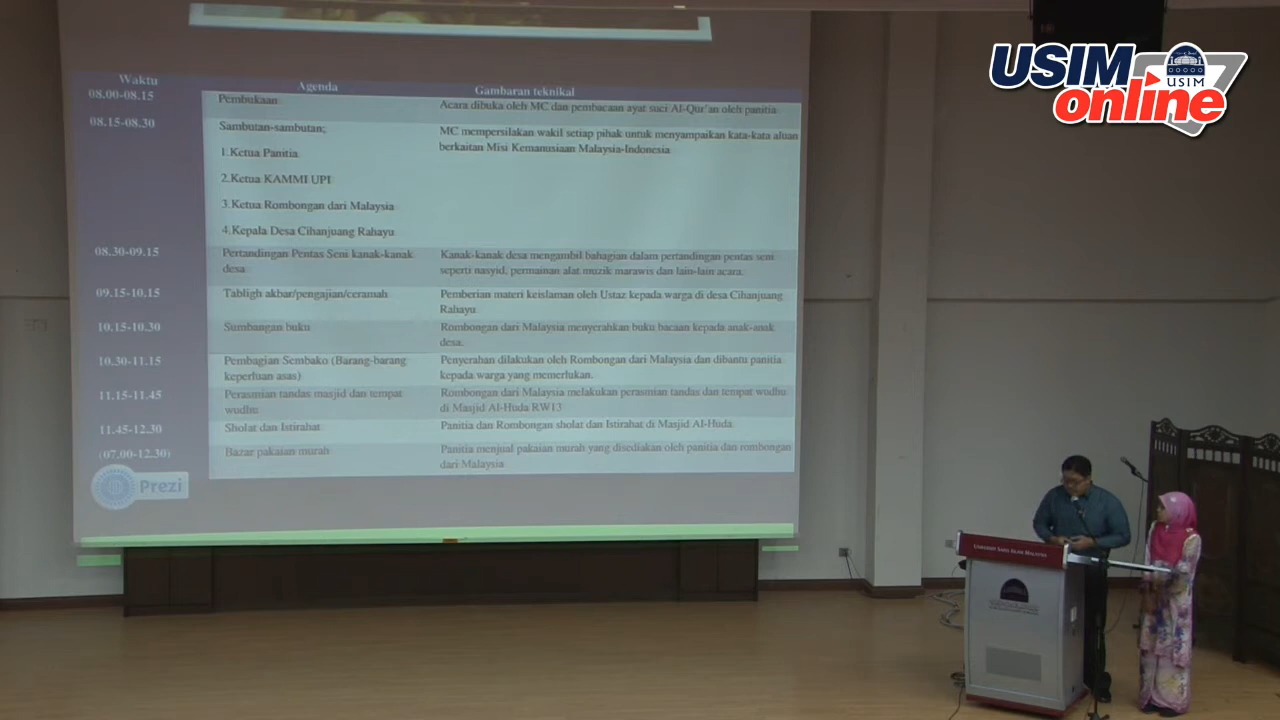 USIM
online
USIM
Waktu Agenda Gambaran teknikal
08.00-08.15 Pembukaan Acara dibuka oleh MC dan pembacaan ayat suci Al-Qur'an oleh panitia
08.15-08.30 Sambutan-sambutan; MC mempersilakan wakil setiap pihak untuk menyampaikan kata-kata aluan
berkaitan Misi Kemanusiaan Malaysia-Indonesia
1.Ketua Panitia
2.Ketua KAMMI UPI
3.Ketua Rombongan dari Malaysia
4.Kepala Desa Cihanjuang Rahayu
08.30-09.15 Pertandingan Pentas Seni kanak-kanak Kanak-kanak desa mengambil bahagian dalam pertandingan pentas seni
desa seperti nasyid, permainan alat muzik marawis dan lain-lain acara.
09.15-10.15 Tabligh akbar/pengajian/ceramah Pemberian materi keislaman oleh Ustaz kepada warga di desa Cihanjuang
Rahayu
10.15-10.30 Sumbangan buku Rombongan dari Malaysia menyerahkan buku bacaan kepada anak-anak
desa.
10.30-11.15 Pembagian Sembako (Barang-barang Penyerahan dilakukan oleh Rombongan dari Malaysia dan dibantu panitia
keperluan asas) kepada warga yang memerlukan.
11.15-11.45 Perasmian tandas masjid dan tempat Rombongan dari Malaysia melakukan perasmian tandas dan tempat wudhu
wudhu di Masjid Al-Huda RW13
11.45-12.30 Sholat dan Istirahat Panitia dan Rombongan sholat dan Istirahat di Masjid Al-Huda
(07.00-12.30) Bazar pakaian murah Panitia menjual pakaian murah yang disediakan oleh panitia dan rombongan
dari Malaysia
Prezi
UNIVERSITI SAINS ISLAM MALAYSIA